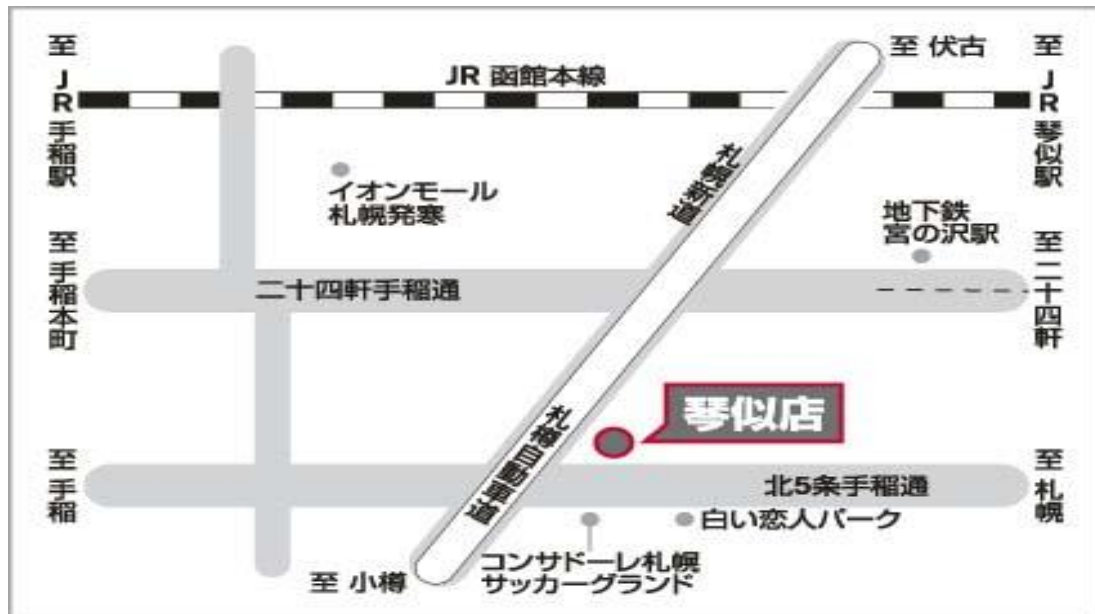 至 伏古
JR 函館本線
至JR手稲駅
至JR琴似駅
イオンモール
札幌発寒
札幌新道
地下鉄
宮の沢駅
至手稲本町
二十四軒手稲通
至二十四軒
琴似店
札樽自動車道
至手稲
北5条手稲通
至札幌
白い恋人パーク
コンサドーレ札幌
サッカーグランド
至 小樽